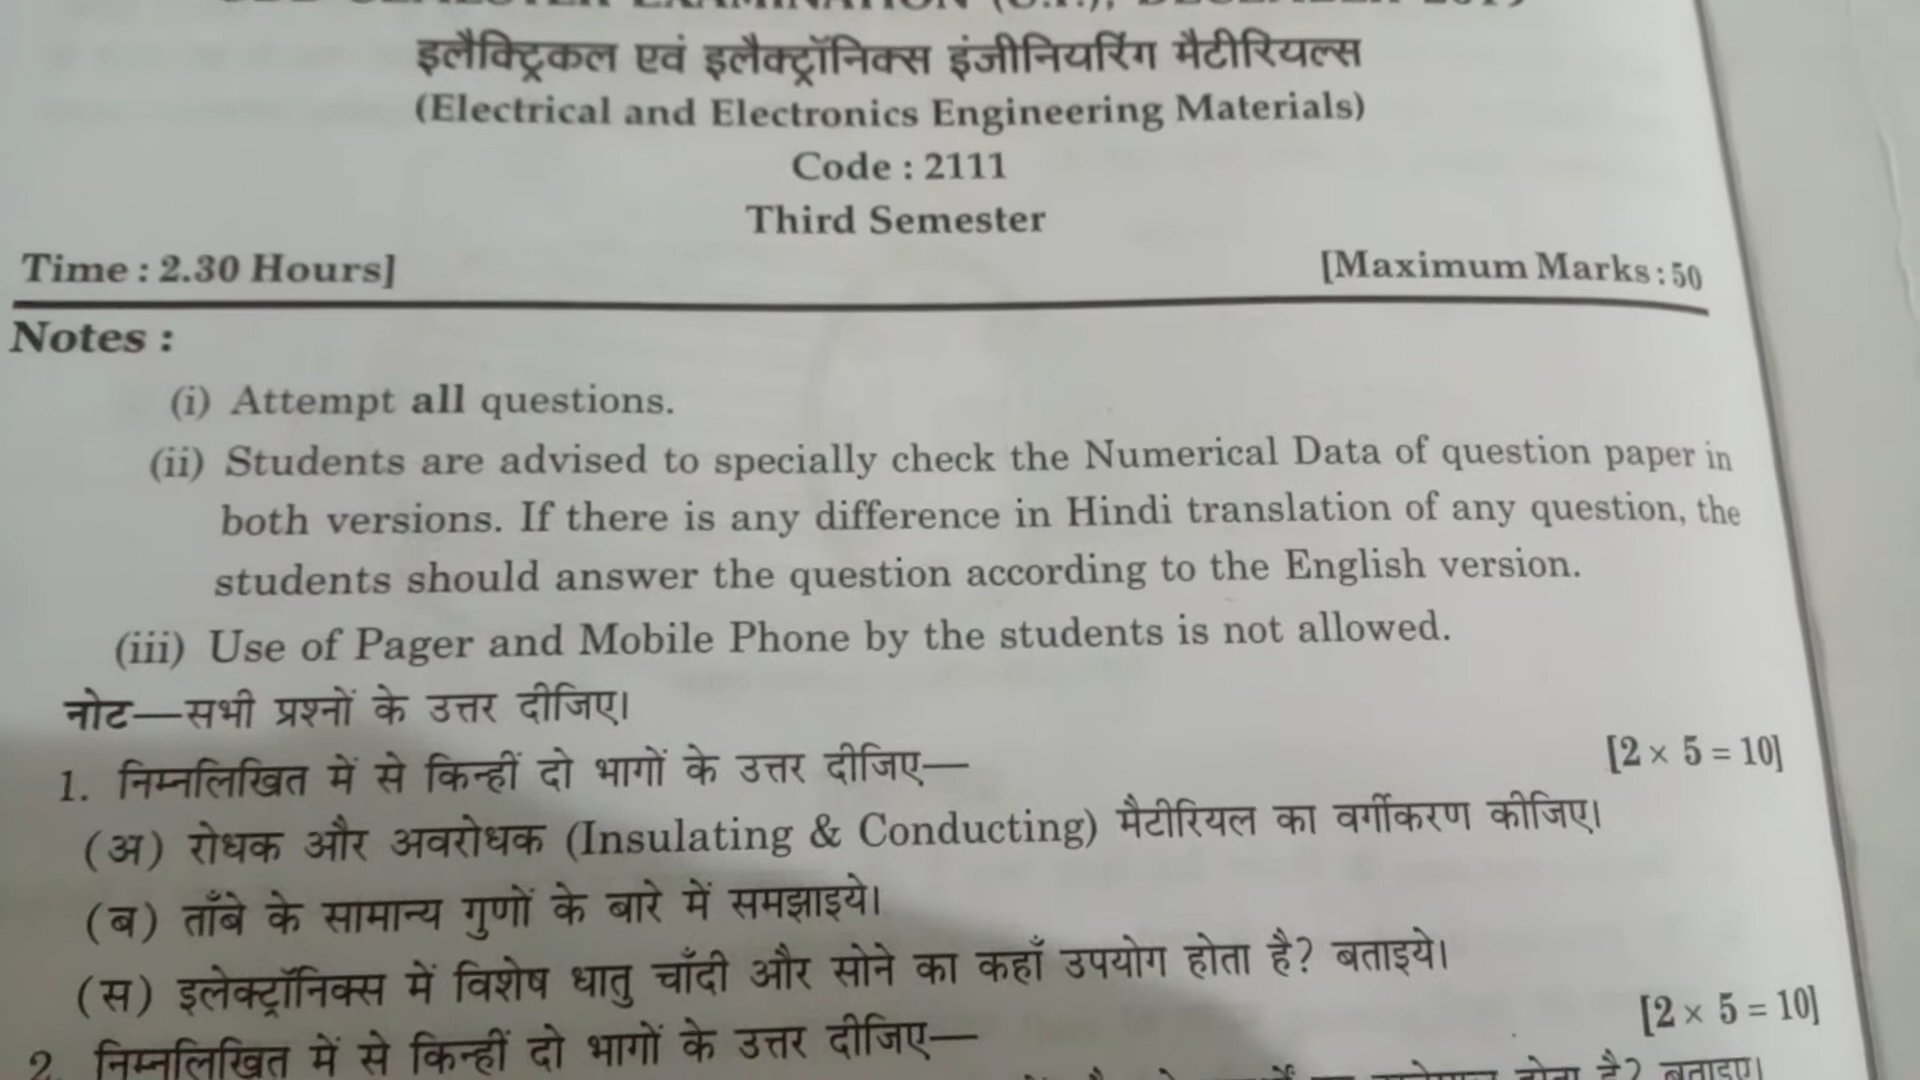 इलैक्ट्रिकल एवं इलैक्ट्रॉनिक्स इंजीनियरिंग मैटीरियल्स
(Electrical and Electronics Engineering Materials)
Code : 2111
Third Semester
Time : 2.30 Hours] [Maximum Marks : 50
Notes :
(i) Attempt all questions.
(ii) Students are advised to specially check the Numerical Data of question paper in
both versions. If there is any difference in Hindi translation of any question, the
students should answer the question according to the English version.
(iii) Use of Pager and Mobile Phone by the students is not allowed.
नोट—सभी प्रश्नों के उत्तर दीजिए।
1. निम्नलिखित में से किन्हीं दो भागों के उत्तर दीजिए— [2 × 5 = 10]
(अ) रोधक और अवरोधक (Insulating & Conducting) मैटीरियल का वर्गीकरण कीजिए।
(ब) ताँबे के सामान्य गुणों के बारे में समझाइये।
(स) इलेक्ट्रॉनिक्स में विशेष धातु चाँदी और सोने का कहाँ उपयोग होता है? बताइये।
2. निम्नलिखित में से किन्हीं दो भागों के उत्तर दीजिए— [2 × 5 = 10]
होता है? बताइए।